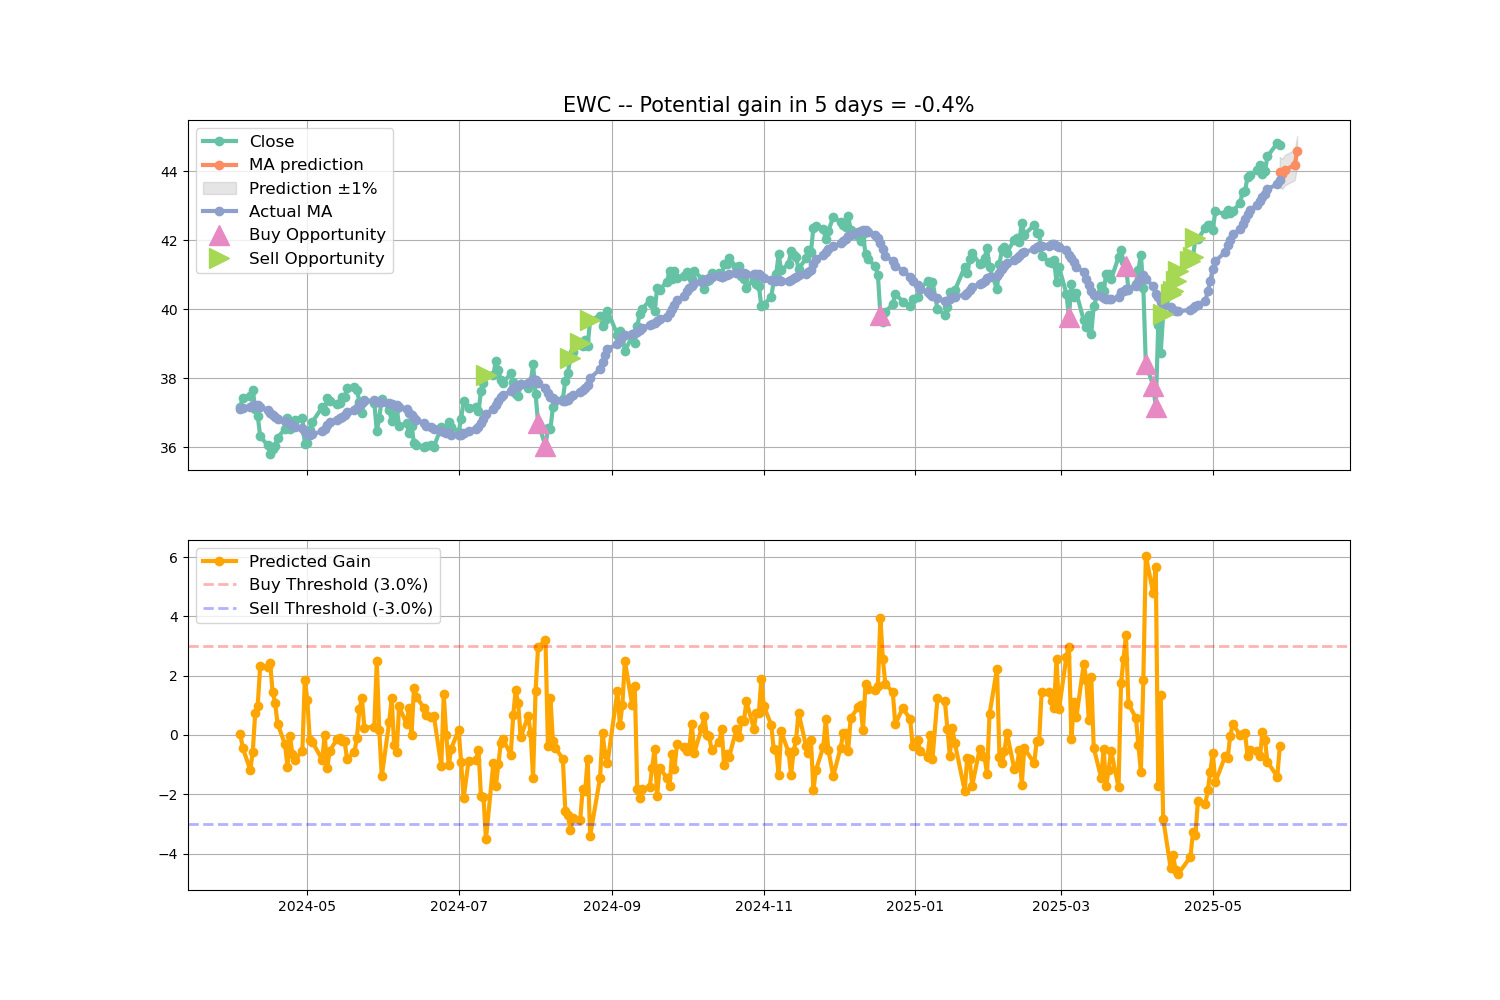 EWC -- Potential gain in 5 days = -0.4%
Close
MA prediction
Prediction ±1%
Actual MA
Buy Opportunity
Sell Opportunity
44
42
40
38
36
Predicted Gain
Buy Threshold (3.0%)
Sell Threshold (-3.0%)
6
4
2
0
−2
−4
2024-05 2024-07 2024-09 2024-11 2025-01 2025-03 2025-05